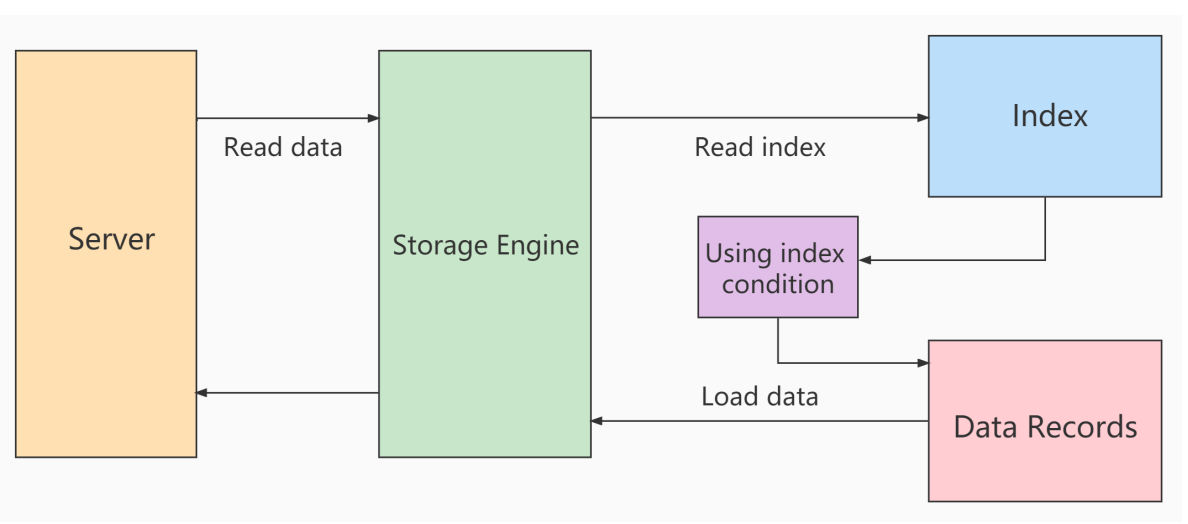 Server
Read data
Storage Engine
Read index
Index
Using index
condition
Load data
Data Records